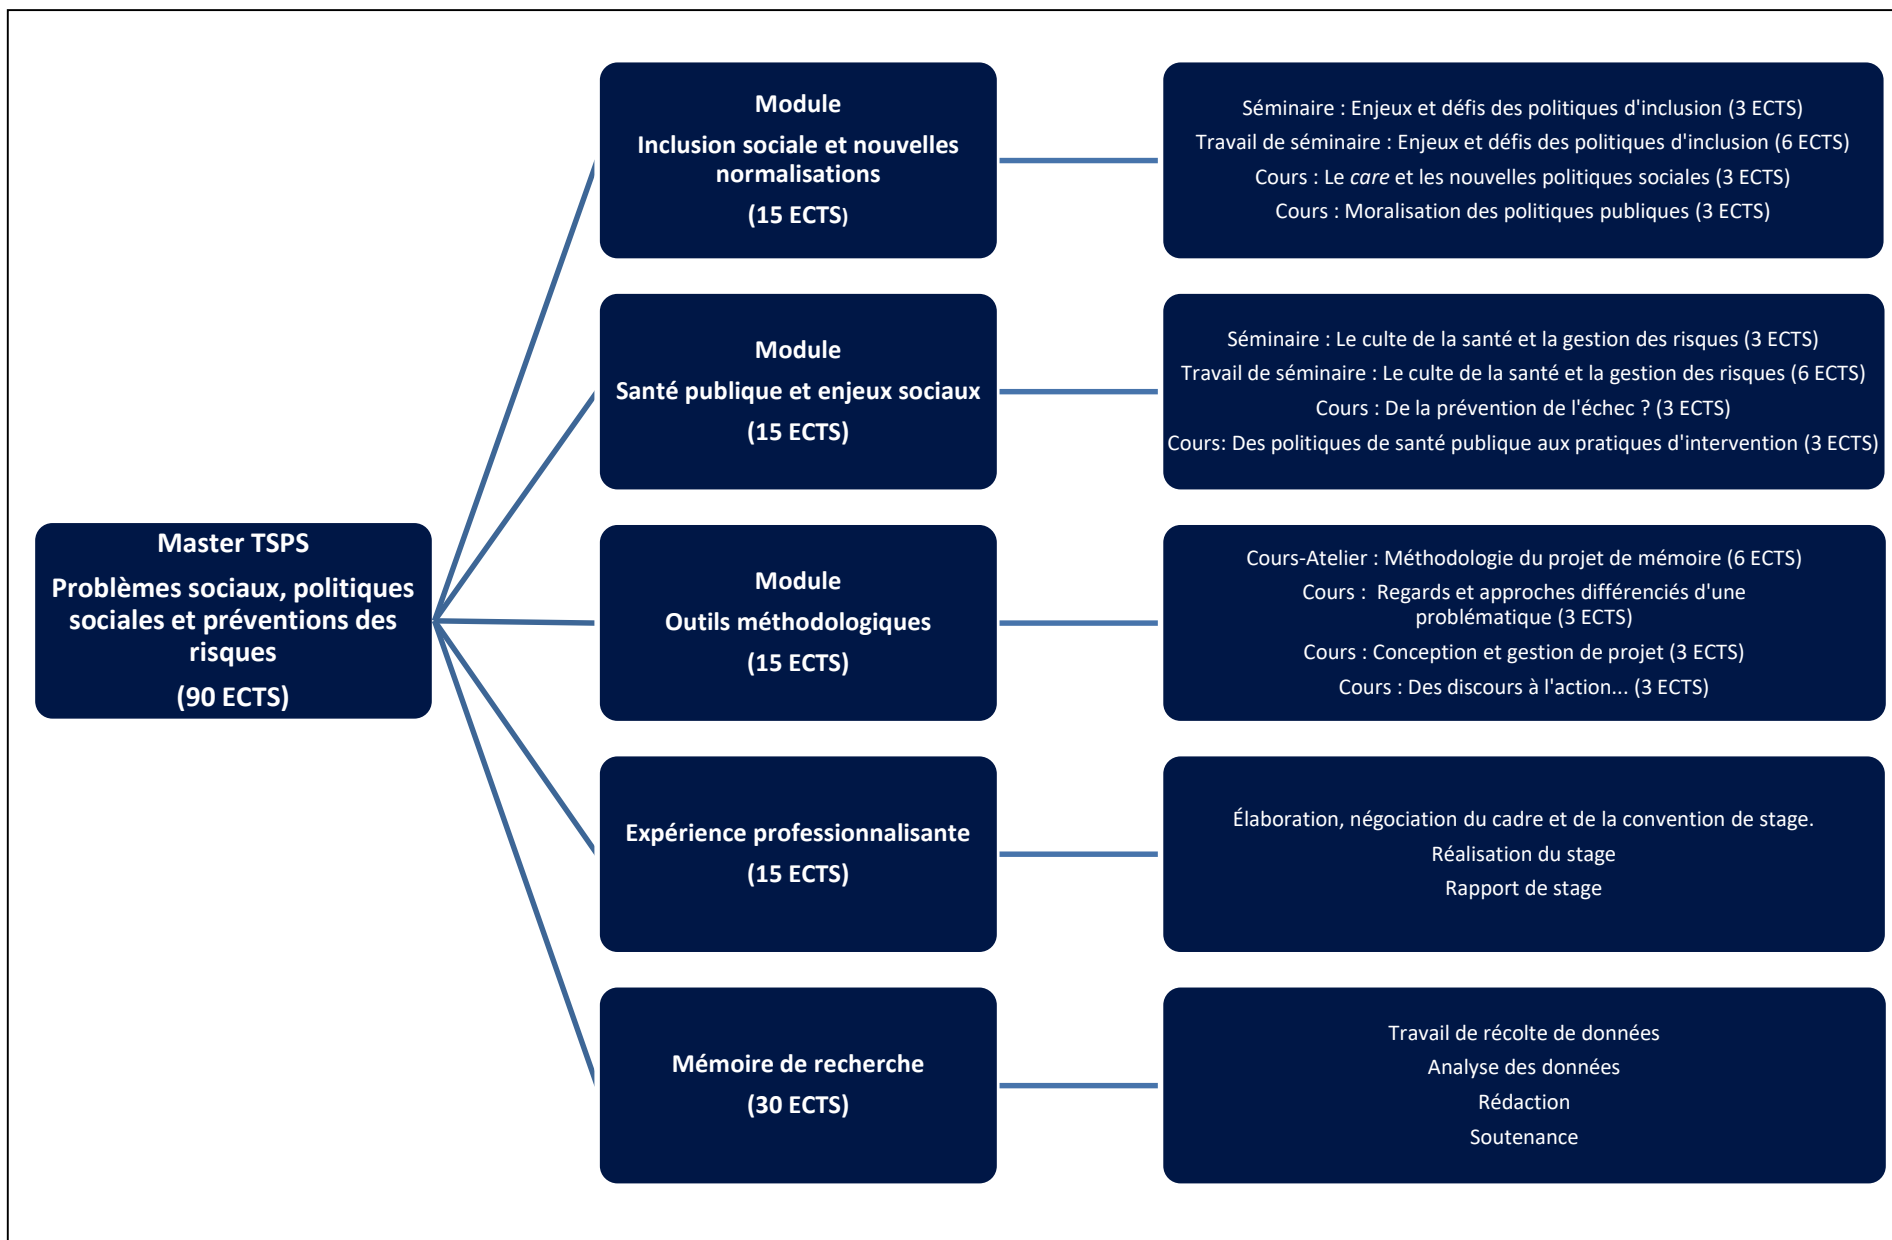 Master TSPS
Problèmes sociaux, politiques
sociales et préventions des
risques
(90 ECTS)
Module
Inclusion sociale et nouvelles
normalisations
(15 ECTS)
Séminaire : Enjeux et défis des politiques d'inclusion (3 ECTS)
Travail de séminaire : Enjeux et défis des politiques d'inclusion (6 ECTS)
Cours : Le care et les nouvelles politiques sociales (3 ECTS)
Cours : Moralisation des politiques publiques (3 ECTS)
Module
Santé publique et enjeux sociaux
(15 ECTS)
Séminaire : Le culte de la santé et la gestion des risques (3 ECTS)
Travail de séminaire : Le culte de la santé et la gestion des risques (6 ECTS)
Cours : De la prévention de l'échec ? (3 ECTS)
Cours: Des politiques de santé publique aux pratiques d'intervention (3 ECTS)
Module
Outils méthodologiques
(15 ECTS)
Cours-Atelier : Méthodologie du projet de mémoire (6 ECTS)
Cours :  Regards et approches différenciés d'une
problématique (3 ECTS)
Cours : Conception et gestion de projet (3 ECTS)
Cours : Des discours à l'action... (3 ECTS)
Expérience professionnalisante
(15 ECTS)
Élaboration, négociation du cadre et de la convention de stage.
Réalisation du stage
Rapport de stage
Mémoire de recherche
(30 ECTS)
Travail de récolte de données
Analyse des données
Rédaction
Soutenance